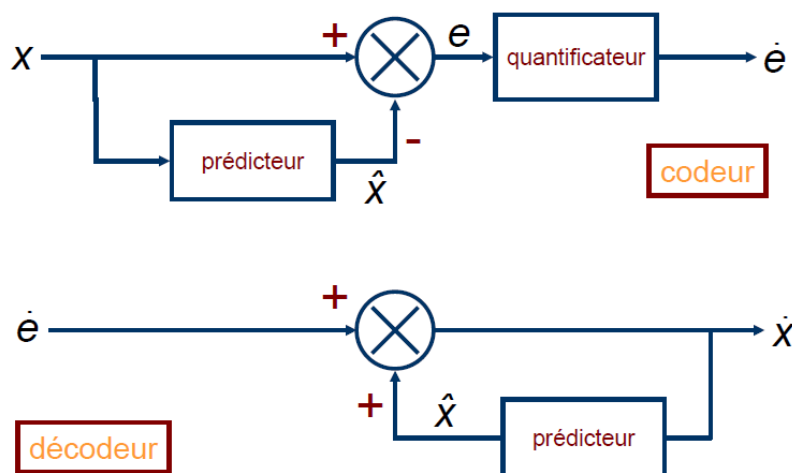 x
+
e
quantificateur
ė
prédicteur
x̂
-
codeur
ė
+
ẋ
+
x̂
prédicteur
décodeur